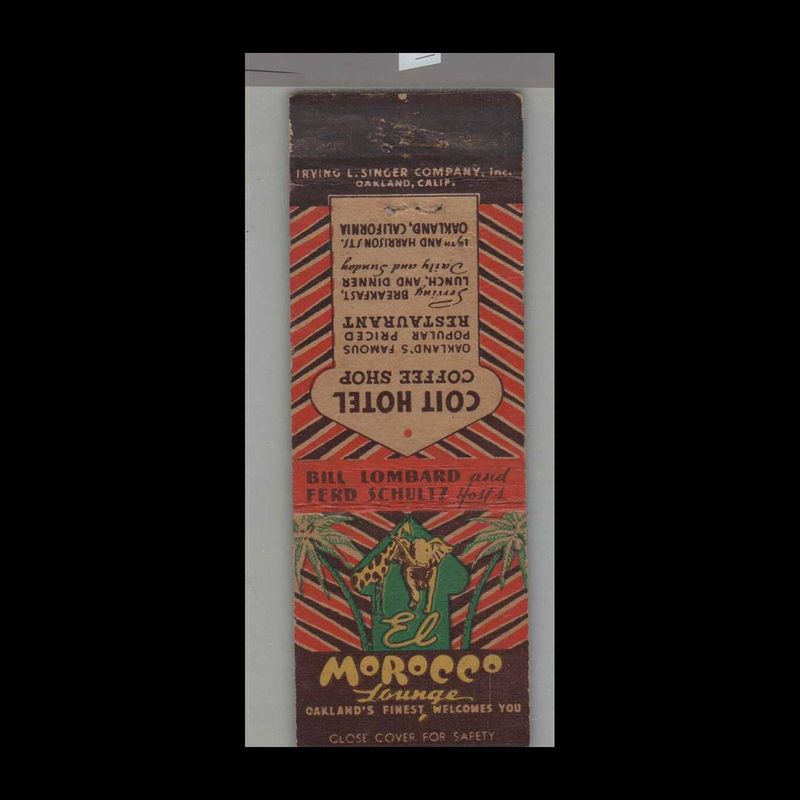 IRVING L. SINGER COMPANY, Inc.
OAKLAND, CALIF.
COIT HOTEL
COFFEE SHOP
OAKLAND'S FAMOUS
POPULAR PRICED
RESTAURANT
Serving BREAKFAST,
LUNCH, AND DINNER
Daily and Sunday
15TH AND HARRISON STS.
OAKLAND, CALIFORNIA
BILL LOMBARD and
FERD SCHULTZ Hosts
El
MOROCCO
Lounge
OAKLAND'S FINEST, WELCOMES YOU
CLOSE COVER FOR SAFETY